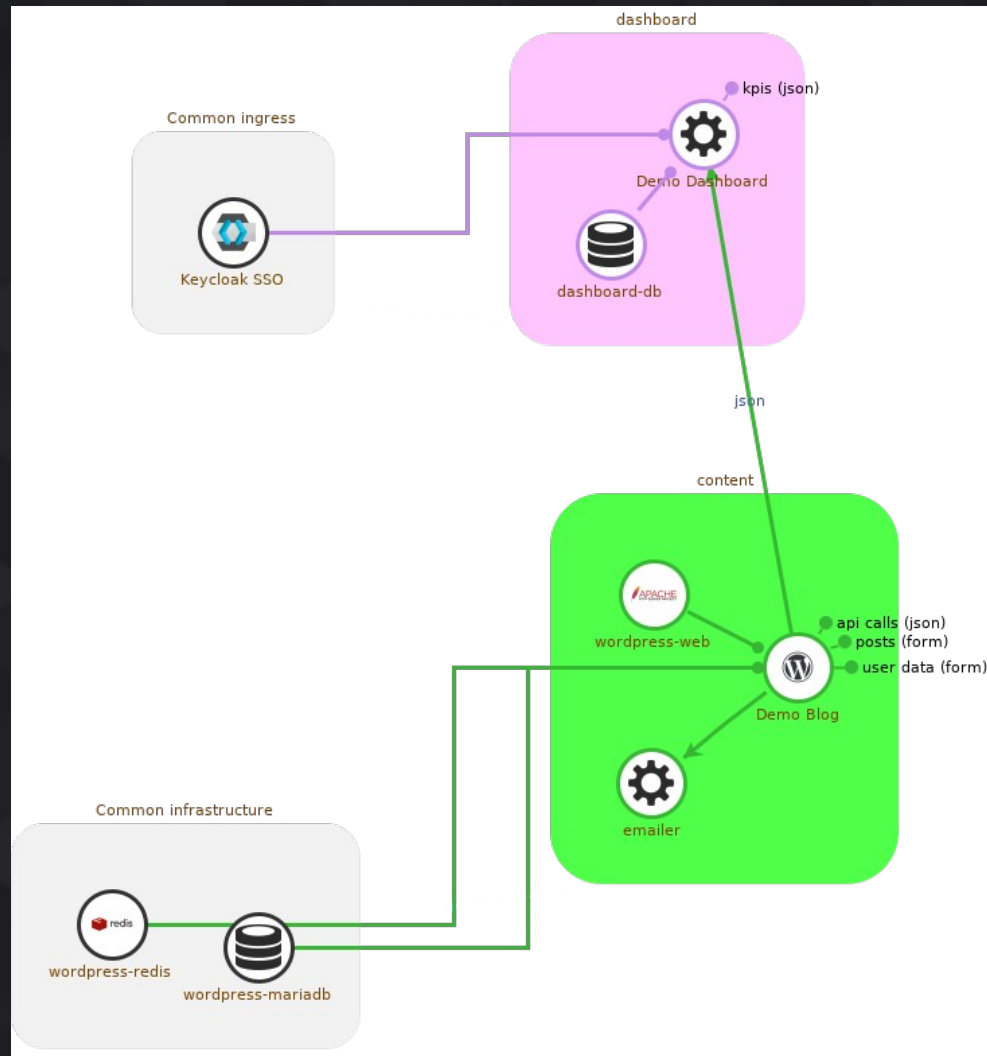 dashboard
kpis (json)
Demo Dashboard
dashboard-db
Common ingress
Keycloak SSO
json
content
APACHE
wordpress-web
api calls (json)
posts (form)
user data (form)
Demo Blog
emailer
Common infrastructure
redis
wordpress-redis
wordpress-mariadb